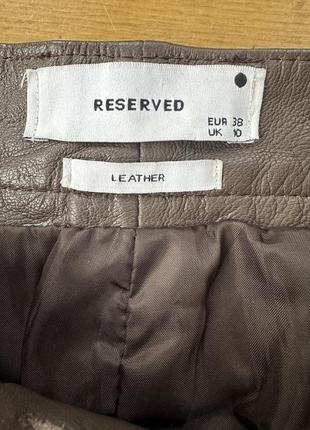 RESERVED
EUR 38
UK 10
LEATHER